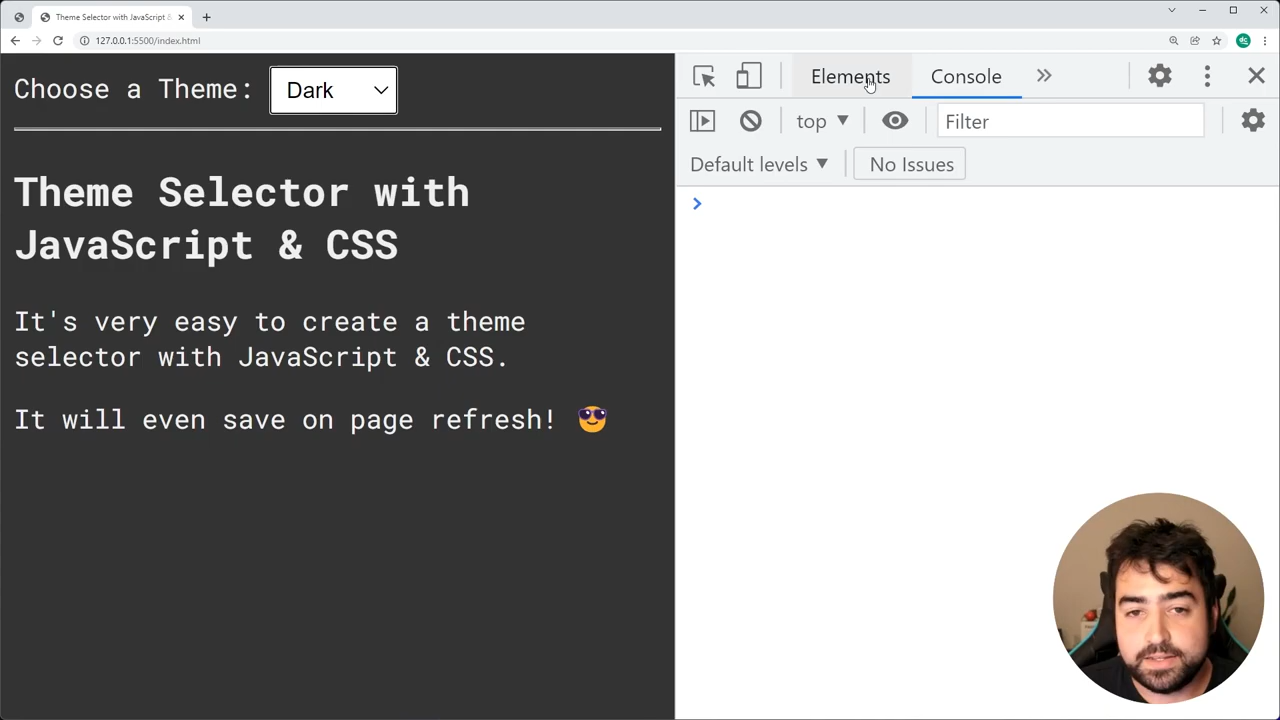 Theme Selector with JavaScript &
127.0.0.1:5500/index.html
dc
Choose a Theme: Dark
Theme Selector with
JavaScript & CSS
It's very easy to create a theme
selector with JavaScript & CSS.
It will even save on page refresh! 😎
Elements Console
top Filter
Default levels No Issues